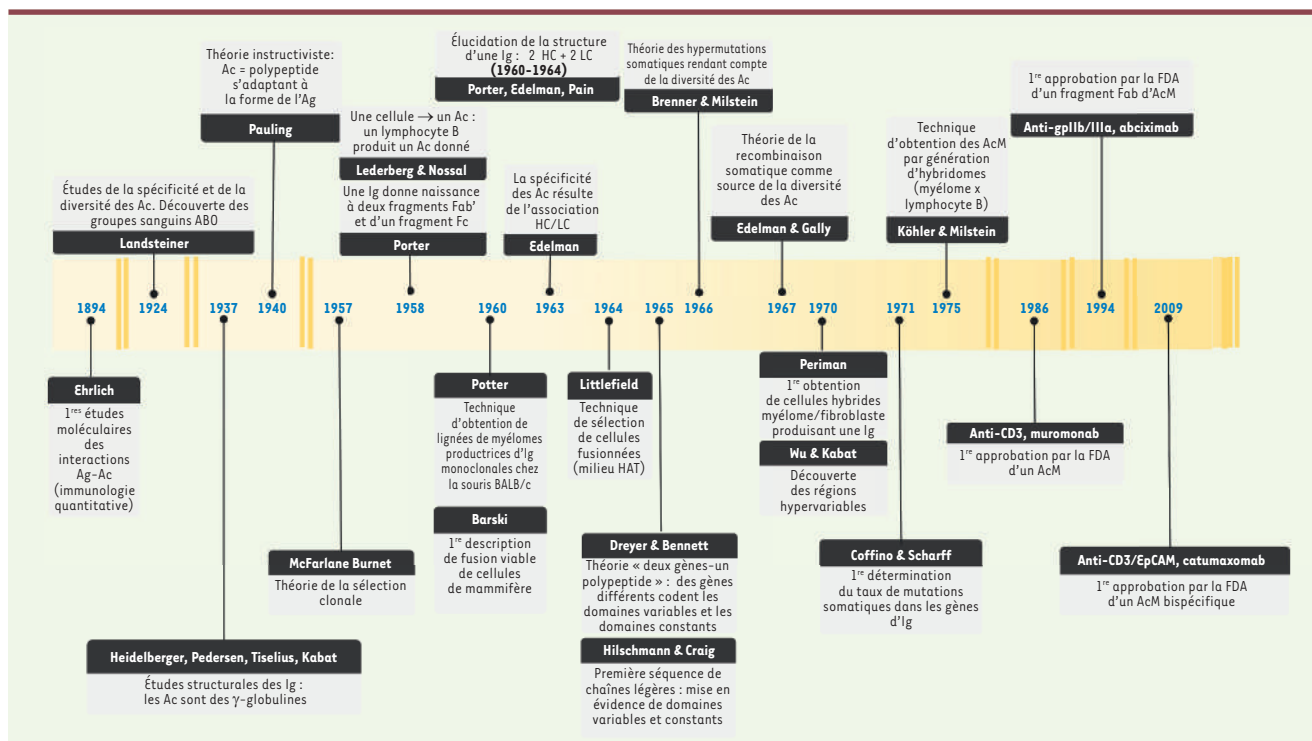 Théorie instructiviste:
Ac = polypeptide
s'adaptant à
la forme de l'Ag
Pauling
Élucidation de la structure
d'une Ig : 2 HC + 2 LC
(1960-1964)
Porter, Edelman, Pain
Théorie des hypermutations
somatiques rendant compte
de la diversité des Ac
Brenner & Milstein
1re approbation par la FDA
d'un fragment Fab d'AcM
Anti-gpIIb/IIIa, abciximab
Une cellule → un Ac :
un lymphocyte B
produit un Ac donné
Lederberg & Nossal
Une Ig donne naissance
à deux fragments Fab'
et d'un fragment Fc
Porter
Technique
d'obtention des AcM
par génération
d'hybridomes
(myélome x
lymphocyte B)
Köhler & Milstein
Théorie de la
recombinaison
somatique comme
source de la diversité
des Ac
Edelman & Gally
Études de la spécificité et de la
diversité des Ac. Découverte des
groupes sanguins ABO
Landsteiner
La spécificité
des Ac résulte
de l'association
HC/LC
Edelman
1894 1924 1937 1940 1957 1958 1960 1963 1964 1965 1966 1967 1970 1971 1975 1986 1994 2009
Ehrlich
1res études
moléculaires
des
interactions
Ag-Ac
(immunologie
quantitative)
Heidelberger, Pedersen, Tiselius, Kabat
Études structurales des Ig :
les Ac sont des γ-globulines
McFarlane Burnet
Théorie de la sélection
clonale
Potter
Technique
d'obtention de
lignées de myélomes
productrices d'Ig
monoclonales chez
la souris BALB/c
Barski
1re description
de fusion viable
de cellules
de mammifère
Littlefield
Technique
de sélection
de cellules
fusionnées
(milieu HAT)
Dreyer & Bennett
Théorie « deux gènes-un
polypeptide » : des gènes
différents codent les
domaines variables et les
domaines constants
Hilschmann & Craig
Première séquence de
chaînes légères : mise en
évidence de domaines
variables et constants
Periman
1re obtention
de cellules hybrides
myélome/fibroblaste
produisant une Ig
Wu & Kabat
Découverte
des régions
hypervariables
Coffino & Scharff
1re détermination
du taux de mutations
somatiques dans les gènes
d'Ig
Anti-CD3, muromonab
1re approbation par la FDA
d'un AcM
Anti-CD3/EpCAM, catumaxomab
1re approbation par la FDA
d'un AcM bispécifique